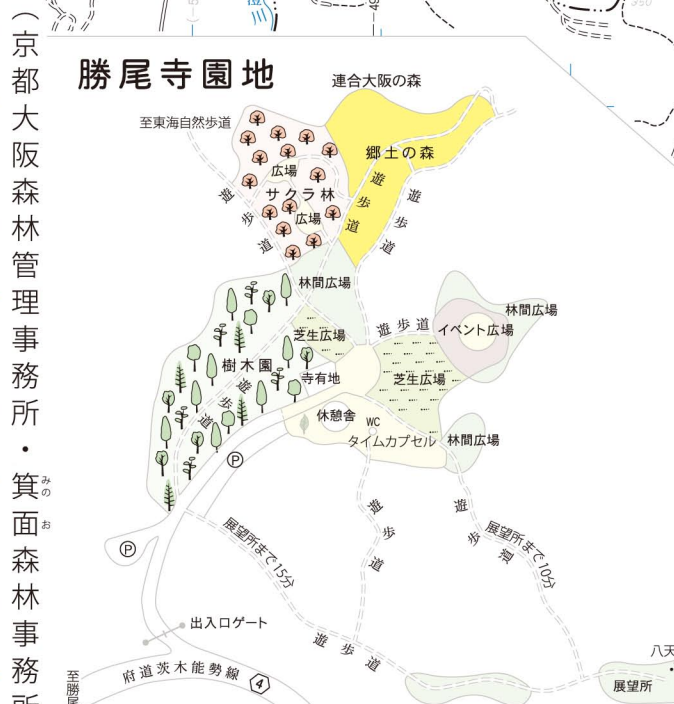 (京都大阪森林管理事務所・箕面森林事務所
みの
お
勝尾寺園地
連合大阪の森
至東海自然歩道
郷土の森
広場
サクラ林
広場
遊歩道
遊歩道
遊歩道
林間広場
林間広場
イベント広場
遊歩道
芝生広場
樹木園
寺有地
芝生広場
遊歩道
休憩舎
WC
タイムカプセル
林間広場
P
P
遊歩道
遊歩道
展望所まで15分
展望所まで10分
出入口ゲート
遊歩道
府道茨木能勢線
4
至勝尾
八天
展望所